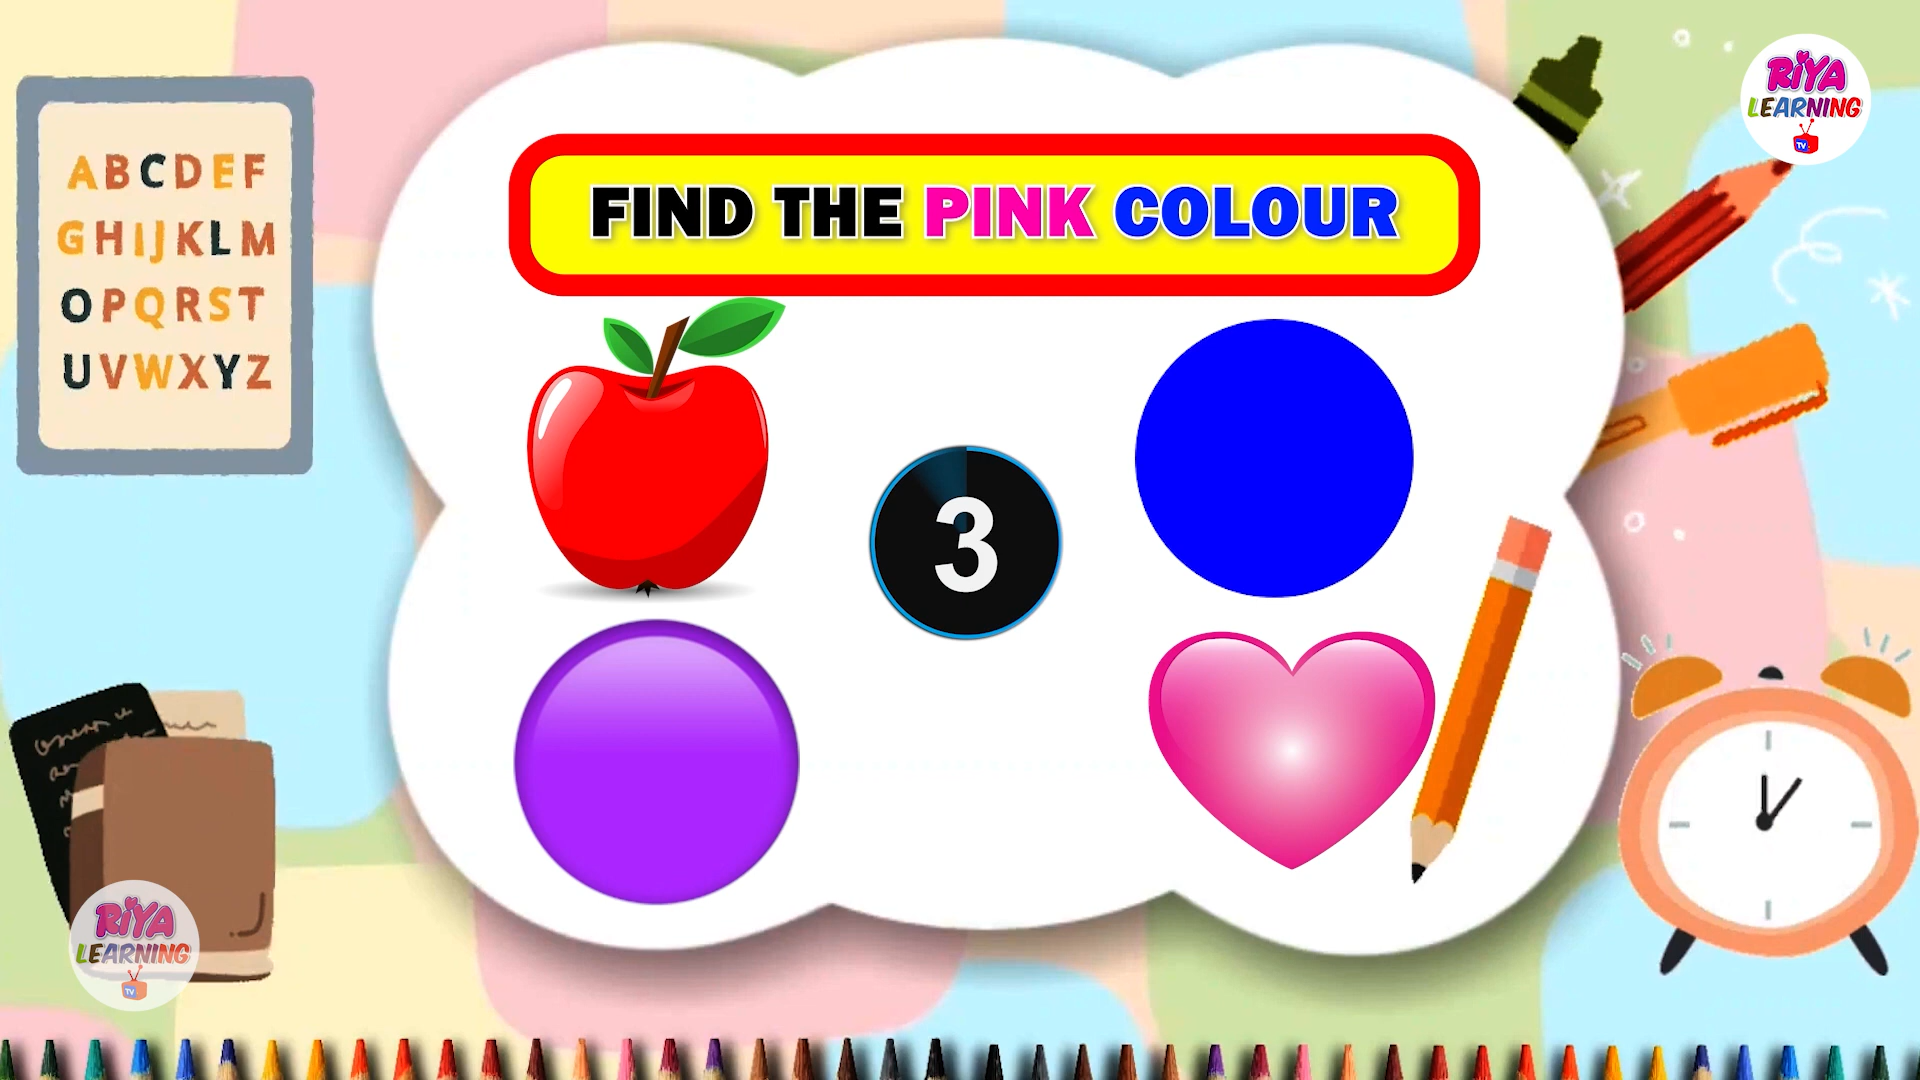 FIND THE PINK COLOUR
RiYA
LEARNING
TV
ABCDEF
GHIJKLM
OPQRST
UVWXYZ
3
RiYA
LEARNING
TV